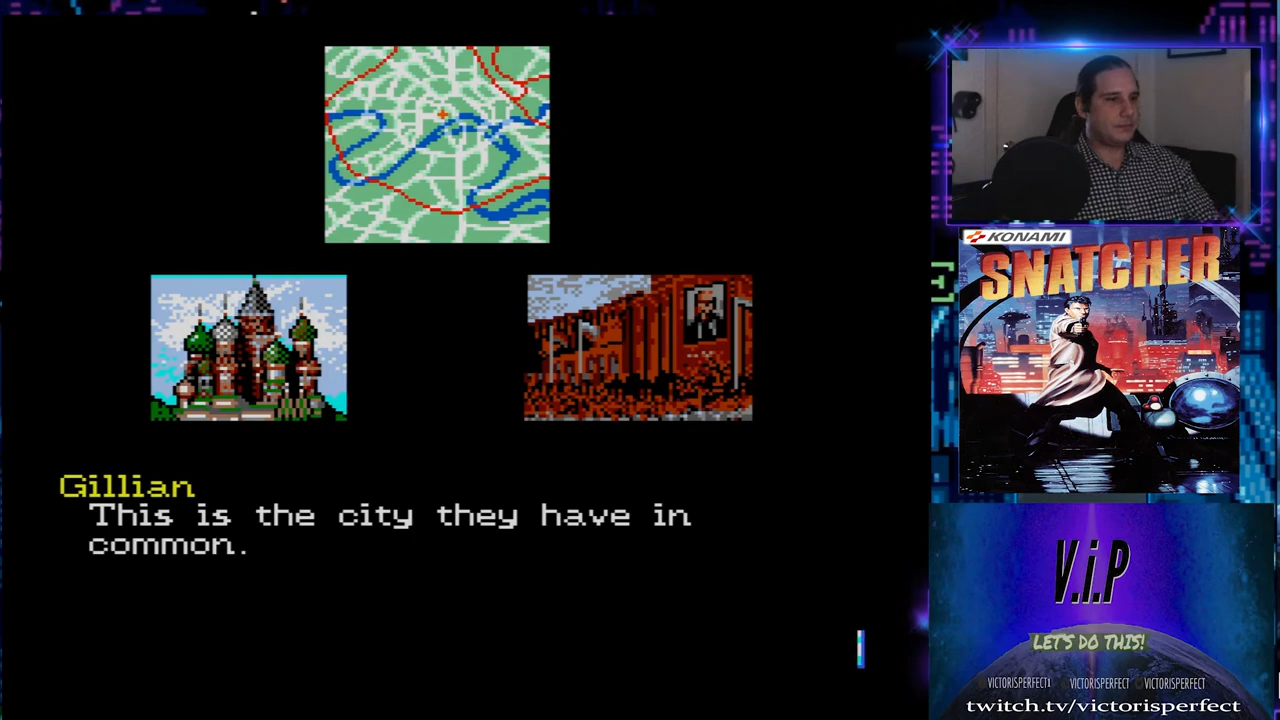 KONAMI
SNATCHER
Gillian
This is the city they have in
common.
V.i.P
LET'S DO THIS!
VICTORISPERFECT1 VICTORISPERFECT VICTORISPERFECT
twitch.tv/victorisperfect